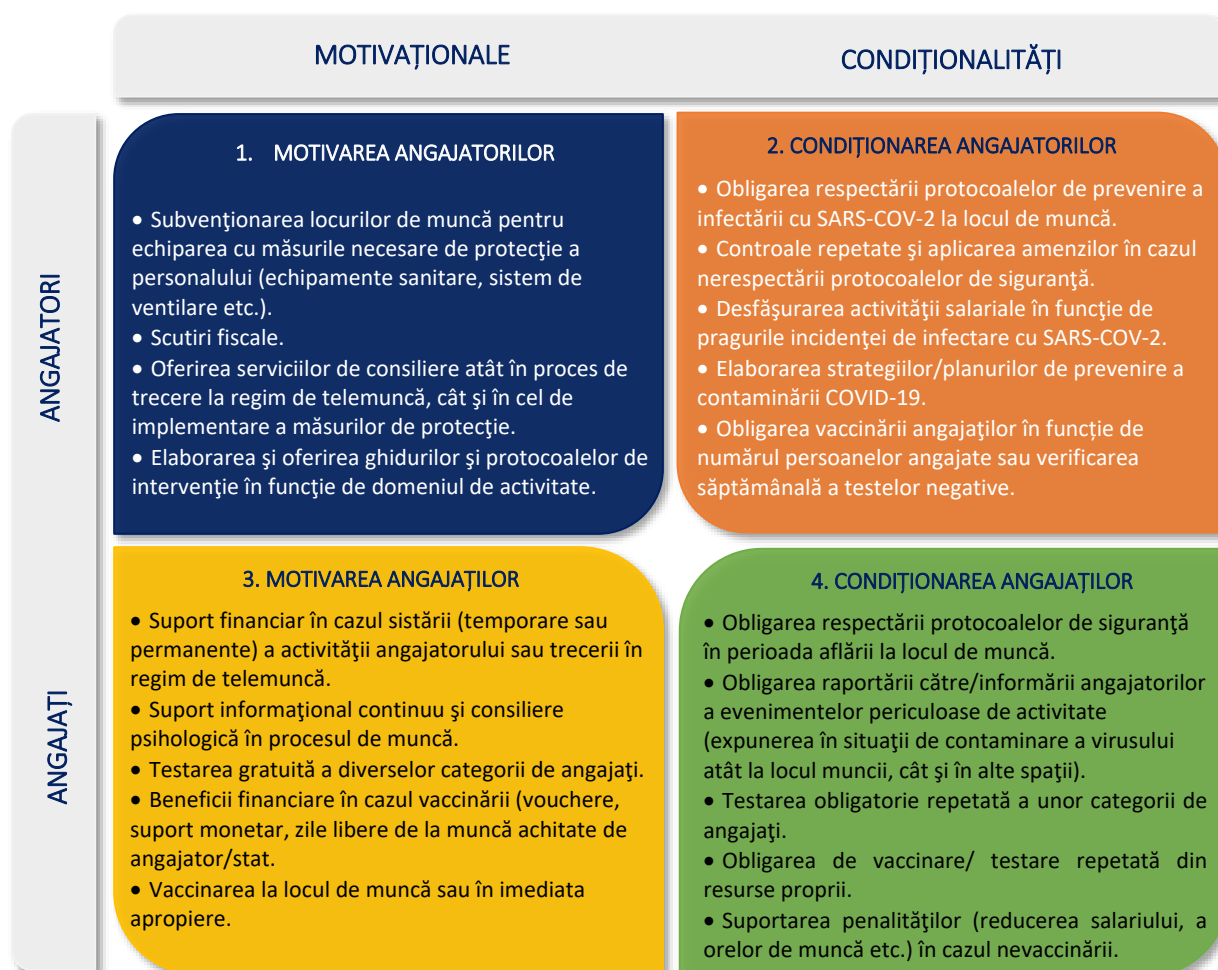 MOTIVAȚIONALE
CONDIȚIONALITĂȚI
ANGAJATORI
1. MOTIVAREA ANGAJATORILOR
• Subvenţionarea locurilor de muncă pentru
echiparea cu măsurile necesare de protecţie a
personalului (echipamente sanitare, sistem de
ventilare etc.).
• Scutiri fiscale.
• Oferirea serviciilor de consiliere atât în proces de
trecere la regim de telemuncă, cât şi în cel de
implementare a măsurilor de protecţie.
• Elaborarea şi oferirea ghidurilor şi protocoalelor de
intervenţie în funcţie de domeniul de activitate.
2. CONDIȚIONAREA ANGAJATORILOR
• Obligarea respectării protocoalelor de prevenire a
infectării cu SARS-COV-2 la locul de muncă.
• Controale repetate şi aplicarea amenzilor în cazul
nerespectării protocoalelor de siguranţă.
• Desfăşurarea activităţii salariale în funcţie de
pragurile incidenţei de infectare cu SARS-COV-2.
• Elaborarea strategiilor/planurilor de prevenire a
contaminării COVID-19.
• Obligarea vaccinării angajaţilor în funcție de
numărul persoanelor angajate sau verificarea
săptămânală a testelor negative.
ANGAJAȚI
3. MOTIVAREA ANGAJAȚILOR
• Suport financiar în cazul sistării (temporare sau
permanente) a activităţii angajatorului sau trecerii în
regim de telemuncă.
• Suport informaţional continuu şi consiliere
psihologică în procesul de muncă.
• Testarea gratuită a diverselor categorii de angajaţi.
• Beneficii financiare în cazul vaccinării (vouchere,
suport monetar, zile libere de la muncă achitate de
angajator/stat.
• Vaccinarea la locul de muncă sau în imediata
apropiere.
4. CONDIȚIONAREA ANGAJAȚILOR
• Obligarea respectării protocoalelor de siguranţă
în perioada aflării la locul de muncă.
• Obligarea raportării către/informării angajatorilor
a evenimentelor periculoase de activitate
(expunerea în situaţii de contaminare a virusului
atât la locul muncii, cât şi în alte spaţii).
• Testarea obligatorie repetată a unor categorii de
angajaţi.
• Obligarea de vaccinare/ testare repetată din
resurse proprii.
• Suportarea penalităţilor (reducerea salariului, a
orelor de muncă etc.) în cazul nevaccinării.